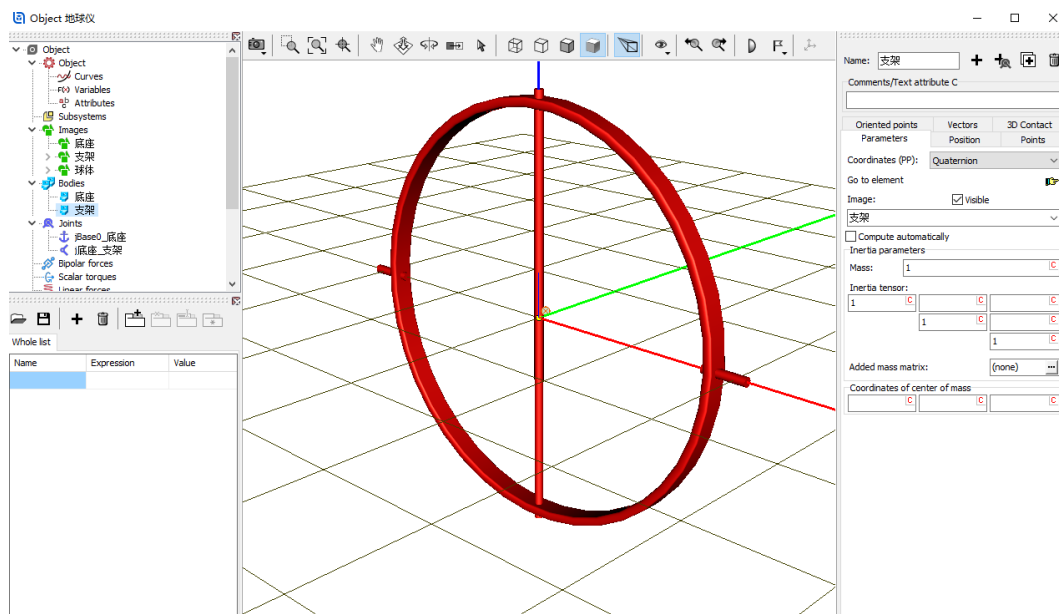 Object 地球仪
Object
Object
Curves
F(x) Variables
ab Attributes
Subsystems
Images
底座
支架
球体
Bodies
底座
支架
Joints
jBase0_底座
j底座_支架
Bipolar forces
Scalar torques
Linear forces
Whole list
Name Expression Value
Name: 支架
Comments/Text attribute C
Oriented points Vectors 3D Contact
Parameters Position Points
Coordinates (PP): Quaternion
Go to element
Image: Visible
支架
Compute automatically
Inertia parameters
Mass: 1 C
Inertia tensor:
1 C C C
1 C C
1 C
Added mass matrix: (none) ...
Coordinates of center of mass
C C C